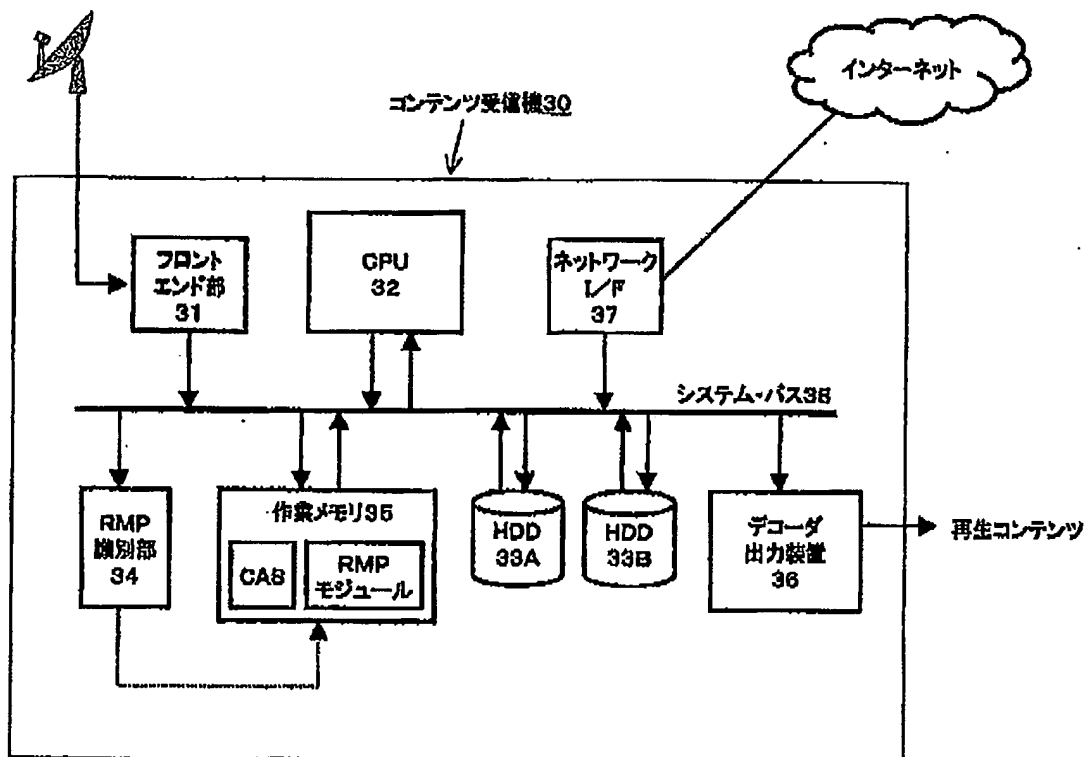 インターネット
コンテンツ受信機30
フロント
エンド部
31
CPU
32
ネットワーク
I/F
37
システム・バス38
RMP
識別部
34
作業メモリ35
CAS
RMP
モジュール
HDD
33A
HDD
33B
デコーダ
出力装置
36
再生コンテンツ